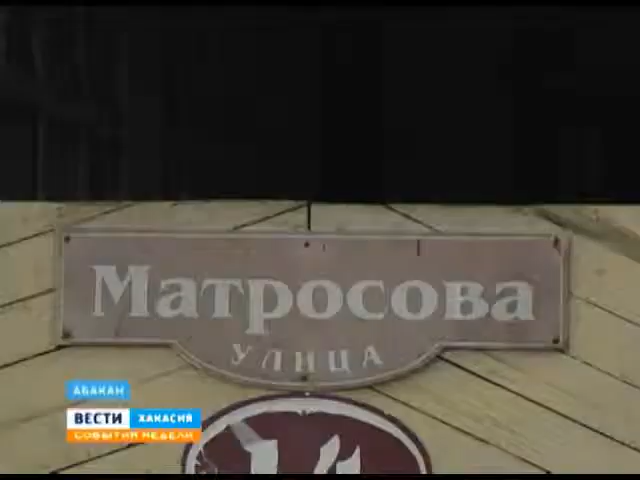 Матросова
УЛИЦА
АБАКАН
ВЕСТИ ХАКАСИЯ
СОБЫТИЯ НЕДЕЛИ